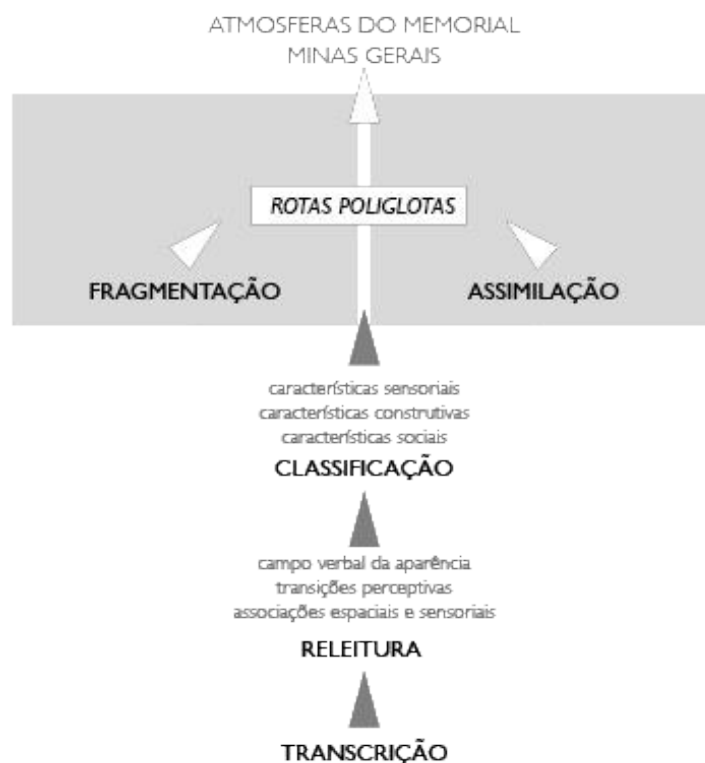 ATMOSFERAS DO MEMORIAL
MINAS GERAIS
ROTAS POLIGLOTAS
FRAGMENTAÇÃO
ASSIMILAÇÃO
características sensoriais
características construtivas
características sociais
CLASSIFICAÇÃO
campo verbal da aparência
transições perceptivas
associações espaciais e sensoriais
RELEITURA
TRANSCRIÇÃO